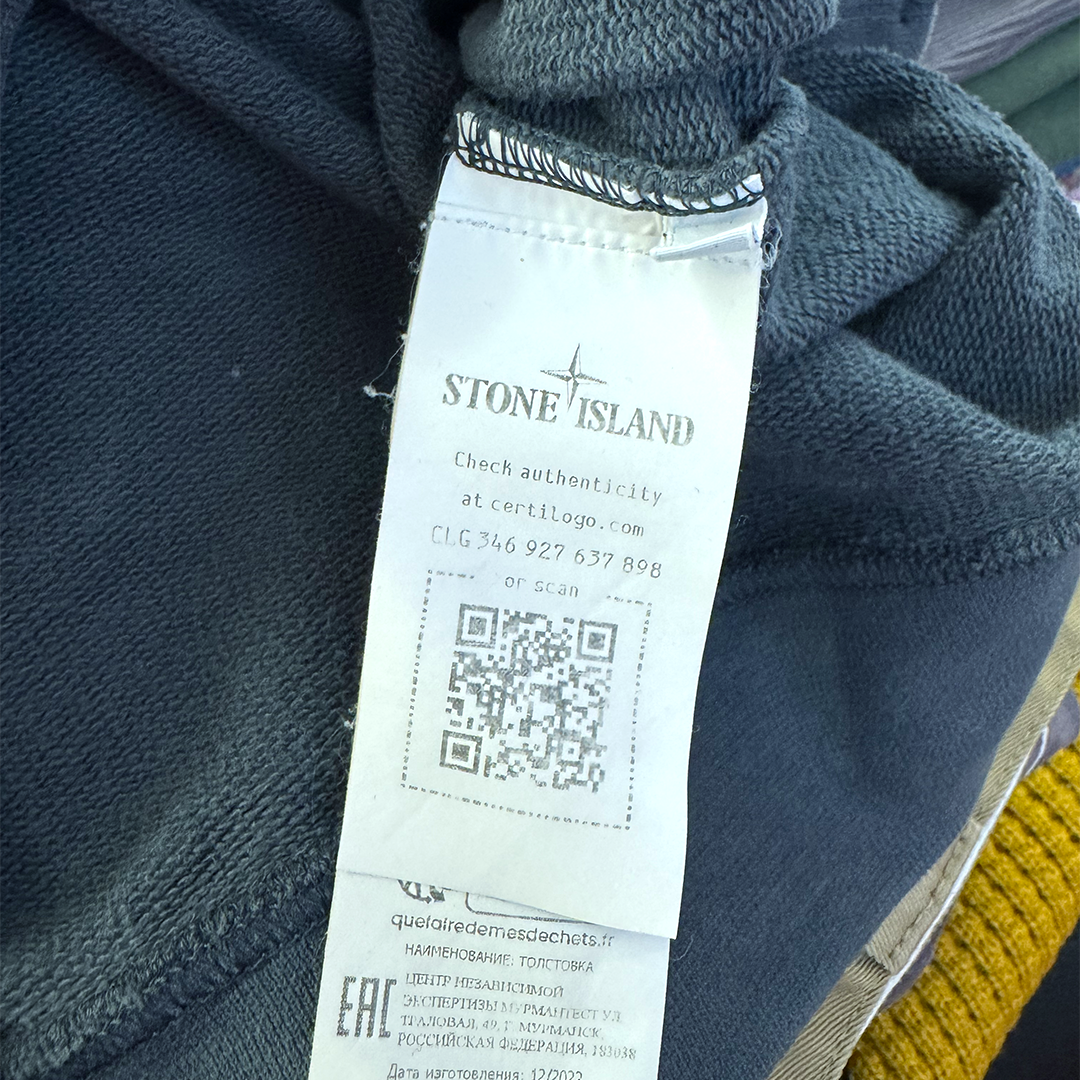 STONE ISLAND
Check authenticity
at certilogo.com
CLG 346 927 637 898
or scan
quefairedemesdechets.fr
НАИМЕНОВАНИЕ: ТОЛСТОВКА
EAC
ЦЕНТР НЕЗАВИСИМОЙ
ЭКСПЕРТИЗЫ МУРМАНТЕСТ УЛ.
ТРАЛОВАЯ, 49, Г. МУРМАНСК,
РОССИЙСКАЯ ФЕДЕРАЦИЯ, 183038
Дата изготовления: 12/2022